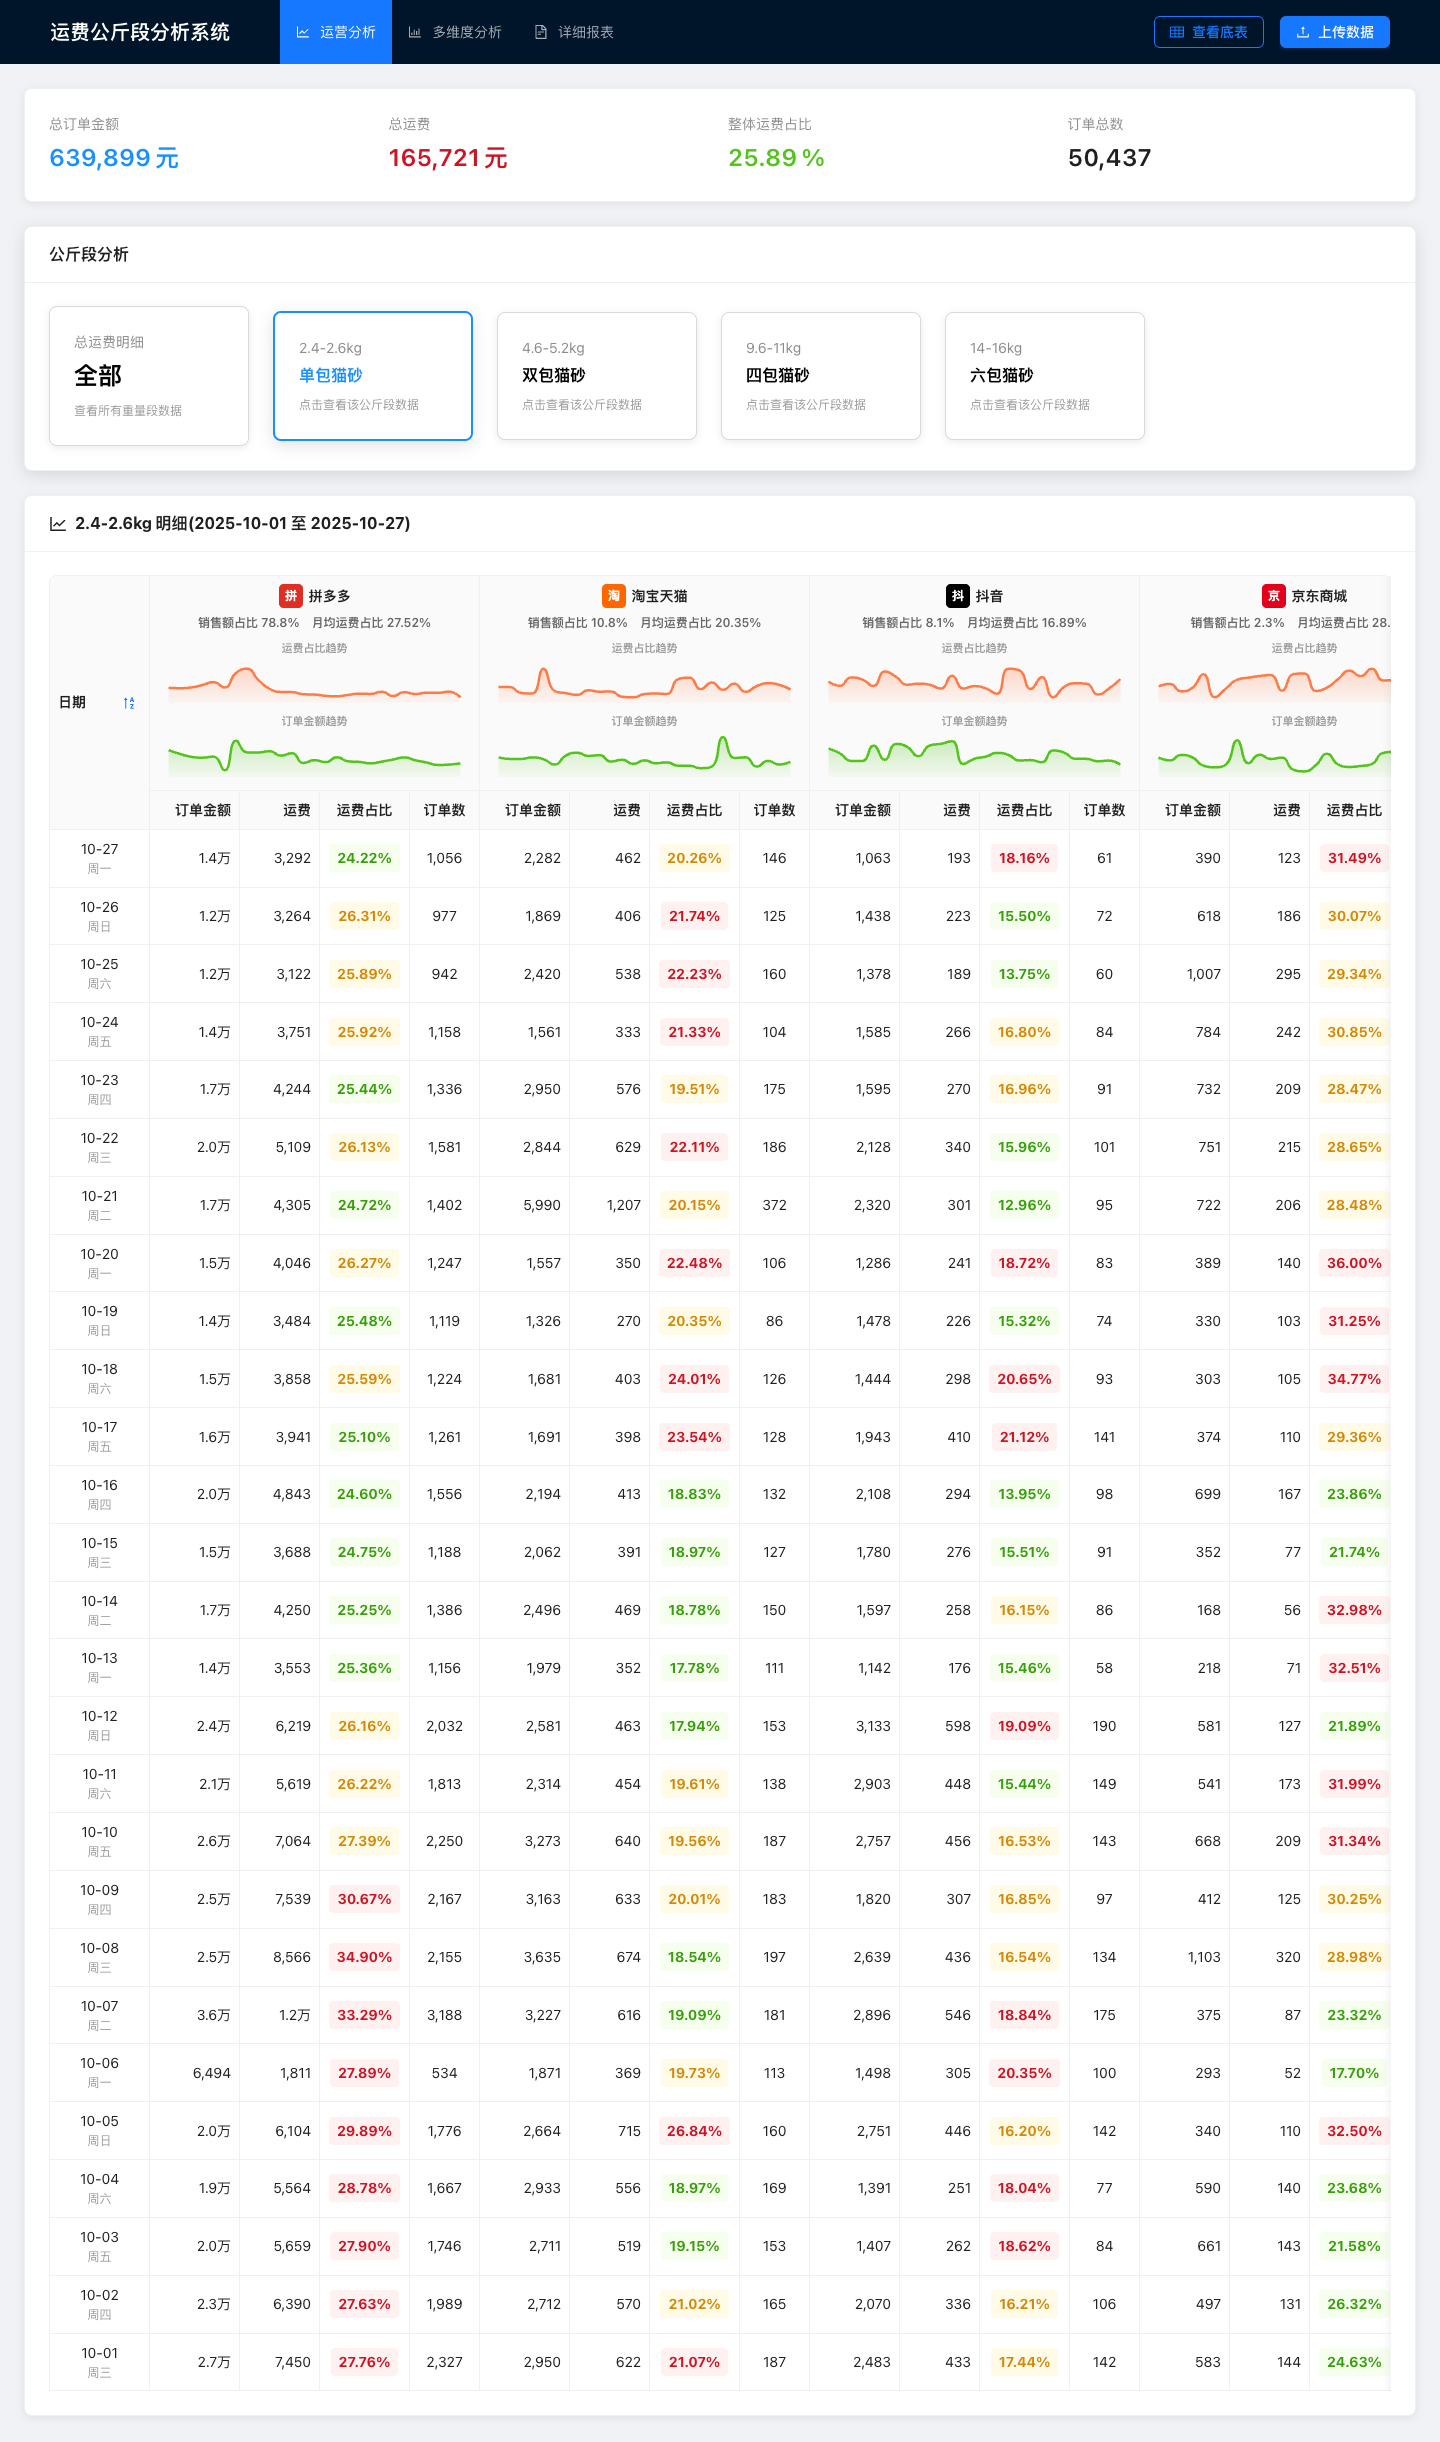 运费公斤段分析系统 运营分析 多维度分析 详细报表 查看底表 上传数据
总订单金额 总运费 整体运费占比 订单总数
639,899 元 165,721 元 25.89 % 50,437
公斤段分析
总运费明细 2.4-2.6kg 4.6-5.2kg 9.6-11kg 14-16kg
全部 单包猫砂 双包猫砂 四包猫砂 六包猫砂
查看所有重量段数据 点击查看该公斤段数据 点击查看该公斤段数据 点击查看该公斤段数据 点击查看该公斤段数据
2.4-2.6kg 明细(2025-10-01 至 2025-10-27)
拼 拼多多 淘 淘宝天猫 抖 抖音 京 京东商城
销售额占比 78.8% 月均运费占比 27.52% 销售额占比 10.8% 月均运费占比 20.35% 销售额占比 8.1% 月均运费占比 16.89% 销售额占比 2.3% 月均运费占比 28.
运费占比趋势 运费占比趋势 运费占比趋势 运费占比趋势
日期
订单金额趋势 订单金额趋势 订单金额趋势 订单金额趋势
订单金额 运费 运费占比 订单数 订单金额 运费 运费占比 订单数 订单金额 运费 运费占比 订单数 订单金额 运费 运费占比
10-27 周一 1.4万 3,292 24.22% 1,056 2,282 462 20.26% 146 1,063 193 18.16% 61 390 123 31.49%
10-26 周日 1.2万 3,264 26.31% 977 1,869 406 21.74% 125 1,438 223 15.50% 72 618 186 30.07%
10-25 周六 1.2万 3,122 25.89% 942 2,420 538 22.23% 160 1,378 189 13.75% 60 1,007 295 29.34%
10-24 周五 1.4万 3,751 25.92% 1,158 1,561 333 21.33% 104 1,585 266 16.80% 84 784 242 30.85%
10-23 周四 1.7万 4,244 25.44% 1,336 2,950 576 19.51% 175 1,595 270 16.96% 91 732 209 28.47%
10-22 周三 2.0万 5,109 26.13% 1,581 2,844 629 22.11% 186 2,128 340 15.96% 101 751 215 28.65%
10-21 周二 1.7万 4,305 24.72% 1,402 5,990 1,207 20.15% 372 2,320 301 12.96% 95 722 206 28.48%
10-20 周一 1.5万 4,046 26.27% 1,247 1,557 350 22.48% 106 1,286 241 18.72% 83 389 140 36.00%
10-19 周日 1.4万 3,484 25.48% 1,119 1,326 270 20.35% 86 1,478 226 15.32% 74 330 103 31.25%
10-18 周六 1.5万 3,858 25.59% 1,224 1,681 403 24.01% 126 1,444 298 20.65% 93 303 105 34.77%
10-17 周五 1.6万 3,941 25.10% 1,261 1,691 398 23.54% 128 1,943 410 21.12% 141 374 110 29.36%
10-16 周四 2.0万 4,843 24.60% 1,556 2,194 413 18.83% 132 2,108 294 13.95% 98 699 167 23.86%
10-15 周三 1.5万 3,688 24.75% 1,188 2,062 391 18.97% 127 1,780 276 15.51% 91 352 77 21.74%
10-14 周二 1.7万 4,250 25.25% 1,386 2,496 469 18.78% 150 1,597 258 16.15% 86 168 56 32.98%
10-13 周一 1.4万 3,553 25.36% 1,156 1,979 352 17.78% 111 1,142 176 15.46% 58 218 71 32.51%
10-12 周日 2.4万 6,219 26.16% 2,032 2,581 463 17.94% 153 3,133 598 19.09% 190 581 127 21.89%
10-11 周六 2.1万 5,619 26.22% 1,813 2,314 454 19.61% 138 2,903 448 15.44% 149 541 173 31.99%
10-10 周五 2.6万 7,064 27.39% 2,250 3,273 640 19.56% 187 2,757 456 16.53% 143 668 209 31.34%
10-09 周四 2.5万 7,539 30.67% 2,167 3,163 633 20.01% 183 1,820 307 16.85% 97 412 125 30.25%
10-08 周三 2.5万 8,566 34.90% 2,155 3,635 674 18.54% 197 2,639 436 16.54% 134 1,103 320 28.98%
10-07 周二 3.6万 1.2万 33.29% 3,188 3,227 616 19.09% 181 2,896 546 18.84% 175 375 87 23.32%
10-06 周一 6,494 1,811 27.89% 534 1,871 369 19.73% 113 1,498 305 20.35% 100 293 52 17.70%
10-05 周日 2.0万 6,104 29.89% 1,776 2,664 715 26.84% 160 2,751 446 16.20% 142 340 110 32.50%
10-04 周六 1.9万 5,564 28.78% 1,667 2,933 556 18.97% 169 1,391 251 18.04% 77 590 140 23.68%
10-03 周五 2.0万 5,659 27.90% 1,746 2,711 519 19.15% 153 1,407 262 18.62% 84 661 143 21.58%
10-02 周四 2.3万 6,390 27.63% 1,989 2,712 570 21.02% 165 2,070 336 16.21% 106 497 131 26.32%
10-01 周三 2.7万 7,450 27.76% 2,327 2,950 622 21.07% 187 2,483 433 17.44% 142 583 144 24.63%